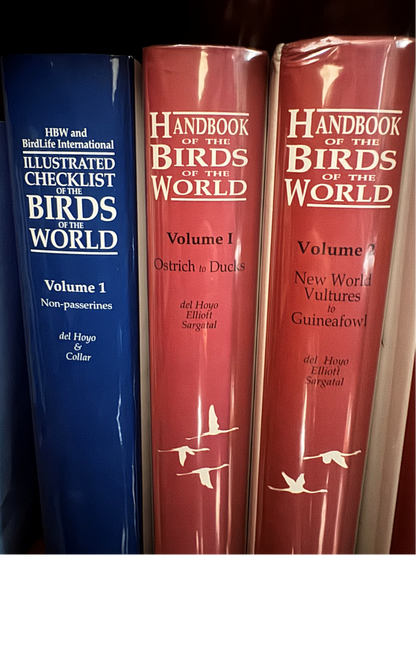 HBW and
BirdLife International
ILLUSTRATED
CHECKLIST
OF THE
BIRDS
OF THE
WORLD
Volume 1
Non-passerines
del Hoyo
&
Collar
HANDBOOK
OF THE
BIRDS
OF THE
WORLD
Volume I
Ostrich to Ducks
del Hoyo
Elliott
Sargatal
HANDBOOK
OF THE
BIRDS
OF THE
WORLD
Volume 2
New World
Vultures
to
Guineafowl
del Hoyo
Elliott
Sargatal